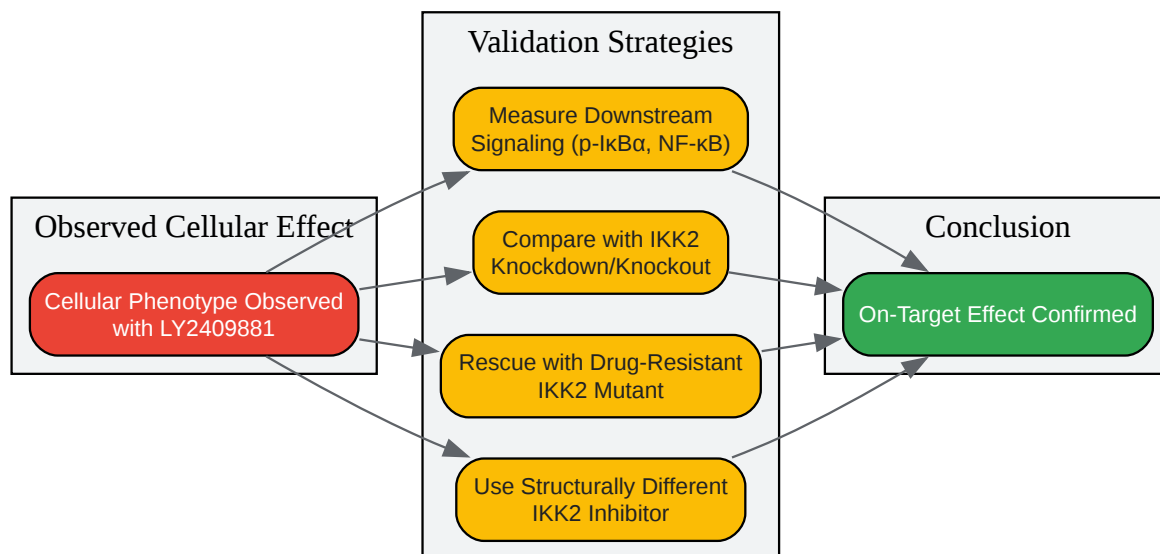 Validation Strategies
Measure Downstream
Signaling (p-IκBα, NF-κB)
Observed Cellular Effect
Cellular Phenotype Observed
with LY2409881
Compare with IKK2
Knockdown/Knockout
Rescue with Drug-Resistant
IKK2 Mutant
Use Structurally Different
IKK2 Inhibitor
Conclusion
On-Target Effect Confirmed